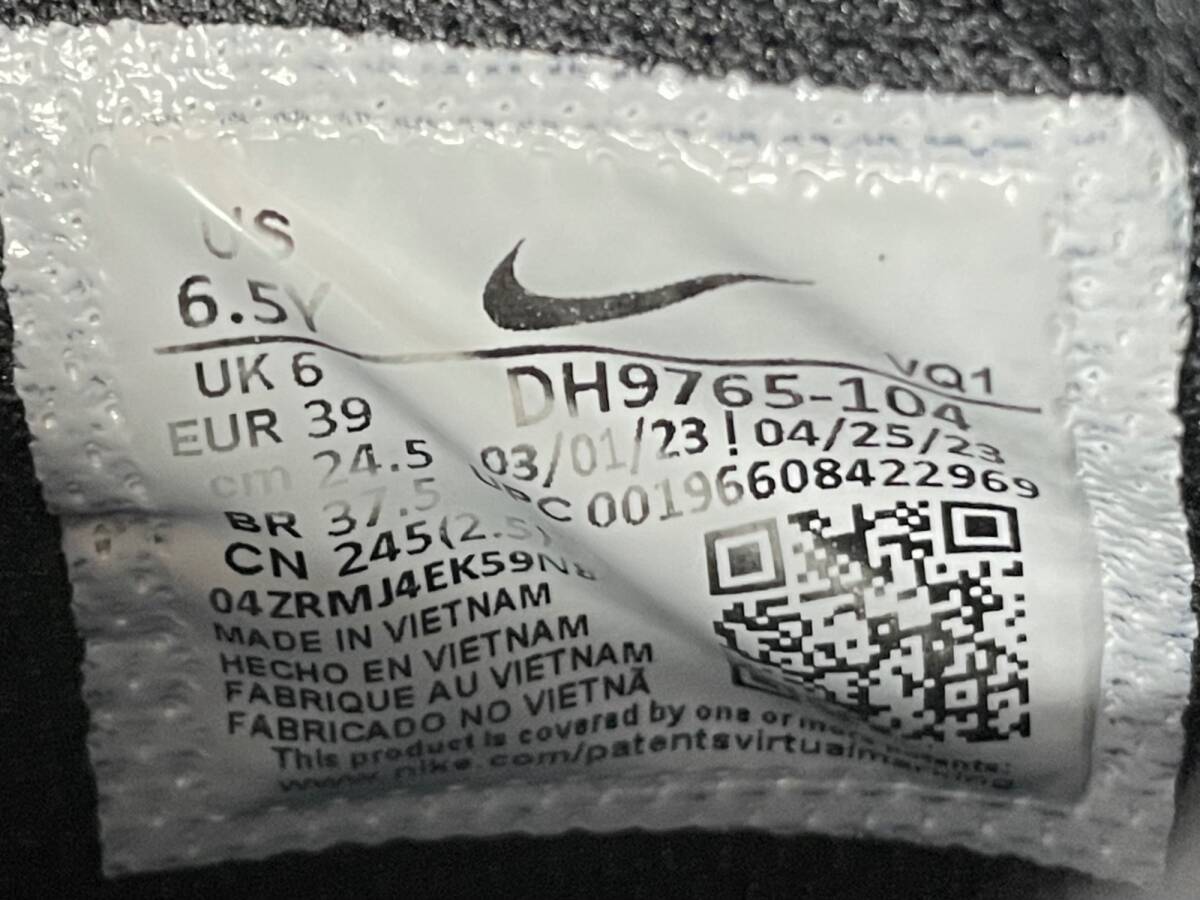 US
6.5Y
UK 6
EUR 39
cm 24.5
BR 37.5
CN 245(2.5)
04ZRMJ4EK59N8
MADE IN VIETNAM
HECHO EN VIETNAM
FABRIQUE AU VIETNAM
FABRICADO NO VIETNÃ
This product is covered by one or more patents:
www.nike.com/patentsvirtualmarking
VQ1
DH9765-104
03/01/23 ! 04/25/23
UPC 00196608422969